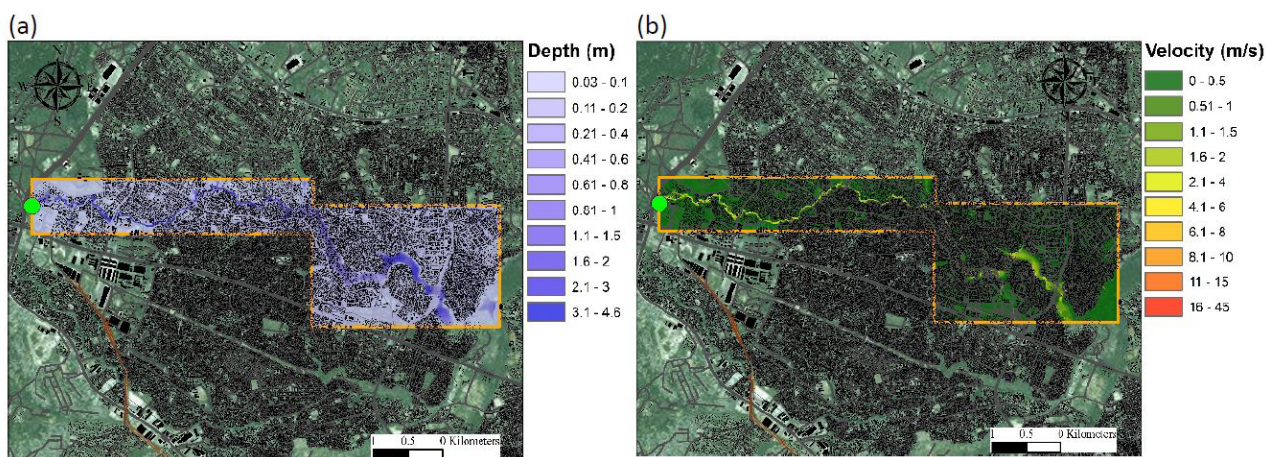 (a)
Depth (m)
0.03 - 0.1
0.11 - 0.2
0.21 - 0.4
0.41 - 0.6
0.61 - 0.8
0.81 - 1
1.1 - 1.5
1.6 - 2
2.1 - 3
3.1 - 4.6
1 0.5 0 Kilometers
(b)
Velocity (m/s)
0 - 0.5
0.51 - 1
1.1 - 1.5
1.6 - 2
2.1 - 4
4.1 - 6
6.1 - 8
8.1 - 10
11 - 15
16 - 45
1 0.5 0 Kilometers